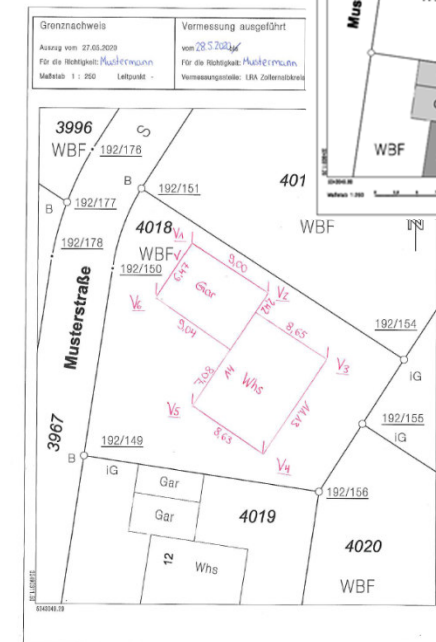 Grenznachweis
Auszug vom 27.05.2020
Für die Richtigkeit: Mustermann
Maßstab 1 : 250 Leitpunkt -
Vermessung ausgeführt
vom 28.5.2020
Für die Richtigkeit: Mustermann
Vermessungsstelle: LRA Zollernalbkreis
Mus
WBF
3996
WBF
192/176
S
B
192/177
B
192/151
401
4018
WBF
WBF
N
192/178
192/150
V1
9,00
V2
6,47
Gar
2,42
V6
9,04
8,65
V3
192/154
iG
Musterstraße
7,08
14
Whs
11,43
V5
8,63
V4
192/155
iG
3967
192/149
B
iG
Gar
Gar
192/156
4019
4020
WBF
12
Whs